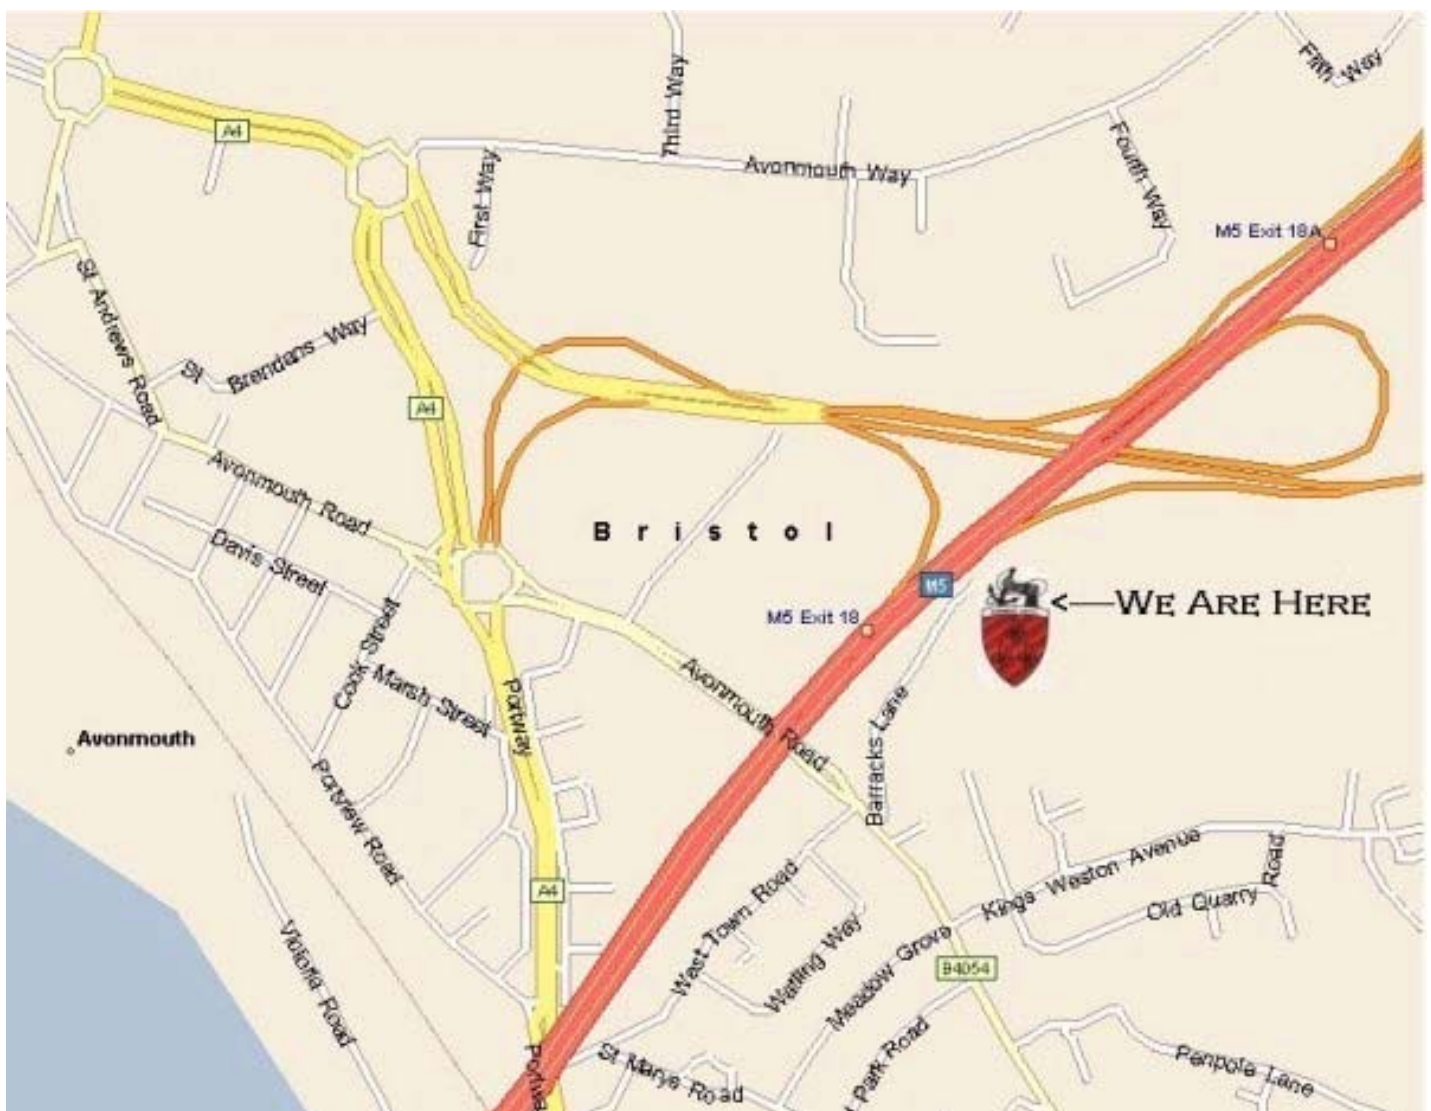 Fifth Way
Third Way
A4
Avonmouth Way
Fourth Way
First Way
M5 Exit 18A
St Andrews Road
St Brendans Way
A4
Avonmouth Road
Bristol
Davis Street
M5
WE ARE HERE
M5 Exit 18
Cook Street
Marsh Street
Portway
Avonmouth Road
Barracks Lane
Avonmouth
Portview Road
A4
Kings Weston Avenue
Old Quarry Road
West Town Road
Watling Way
Meadow Grove
B4054
Victoria Road
Park Road
St Marys Road
Portwa
Penpole Lane